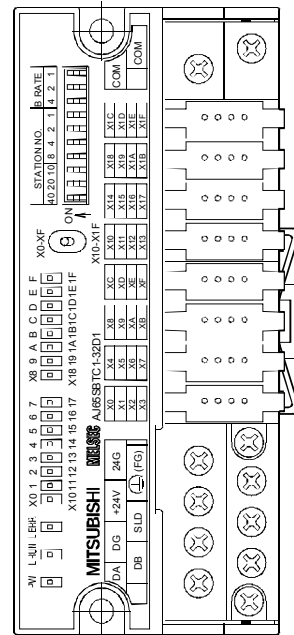 PW L RUN L ERR.
X0 1 2 3 4 5 6 7
X8 9 A B C D E F
X10 11 12 13 14 15 16 17
X18 19 1A 1B 1C 1D 1E 1F
X0-XF
X10-X1F
ON
STATION NO.
B RATE
40 20 10 8 4 2 1
4 2 1
MITSUBISHI
MELSEC
AJ65SBTC1-32D1
DA DG +24V 24G
DB SLD (FG)
X0 X4 X8 XC X10 X14 X18 X1C COM
X1 X5 X9 XD X11 X15 X19 X1D
X2 X6 XA XE X12 X16 X1A X1E
X3 X7 XB XF X13 X17 X1B X1F COM